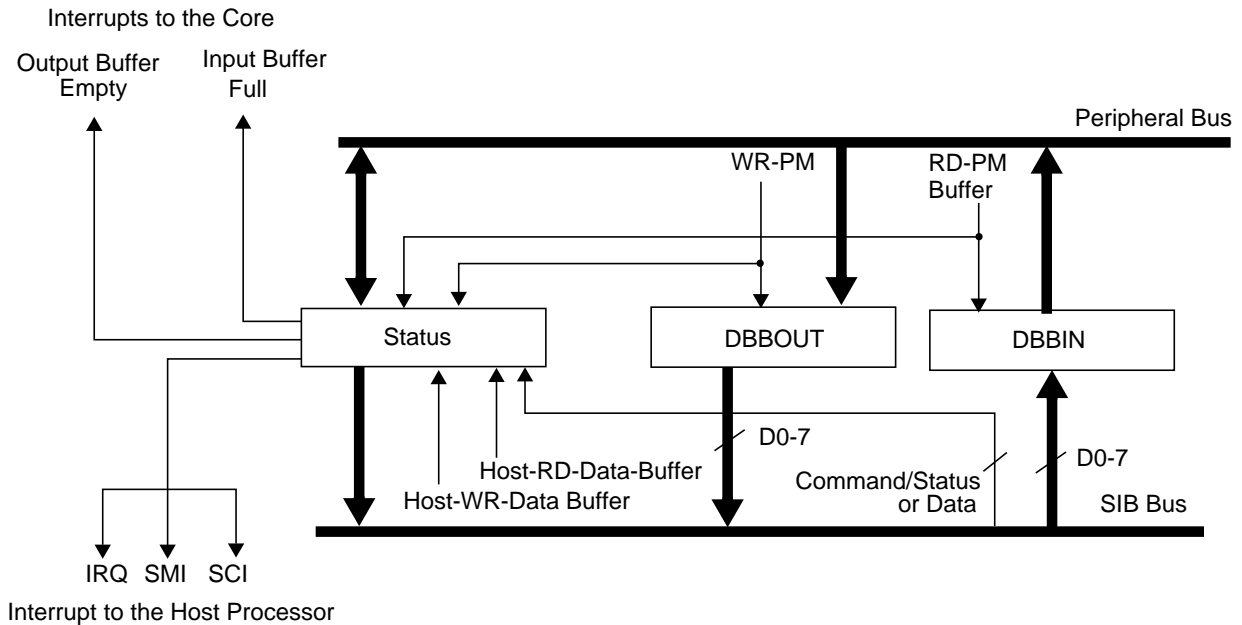 Interrupts to the Core
Output Buffer
Empty
Input Buffer
Full
Peripheral Bus
WR-PM
RD-PM
Buffer
Status
DBBOUT
DBBIN
D0-7
D0-7
Host-RD-Data-Buffer
Host-WR-Data Buffer
Command/Status
or Data
SIB Bus
IRQ SMI SCI
Interrupt to the Host Processor